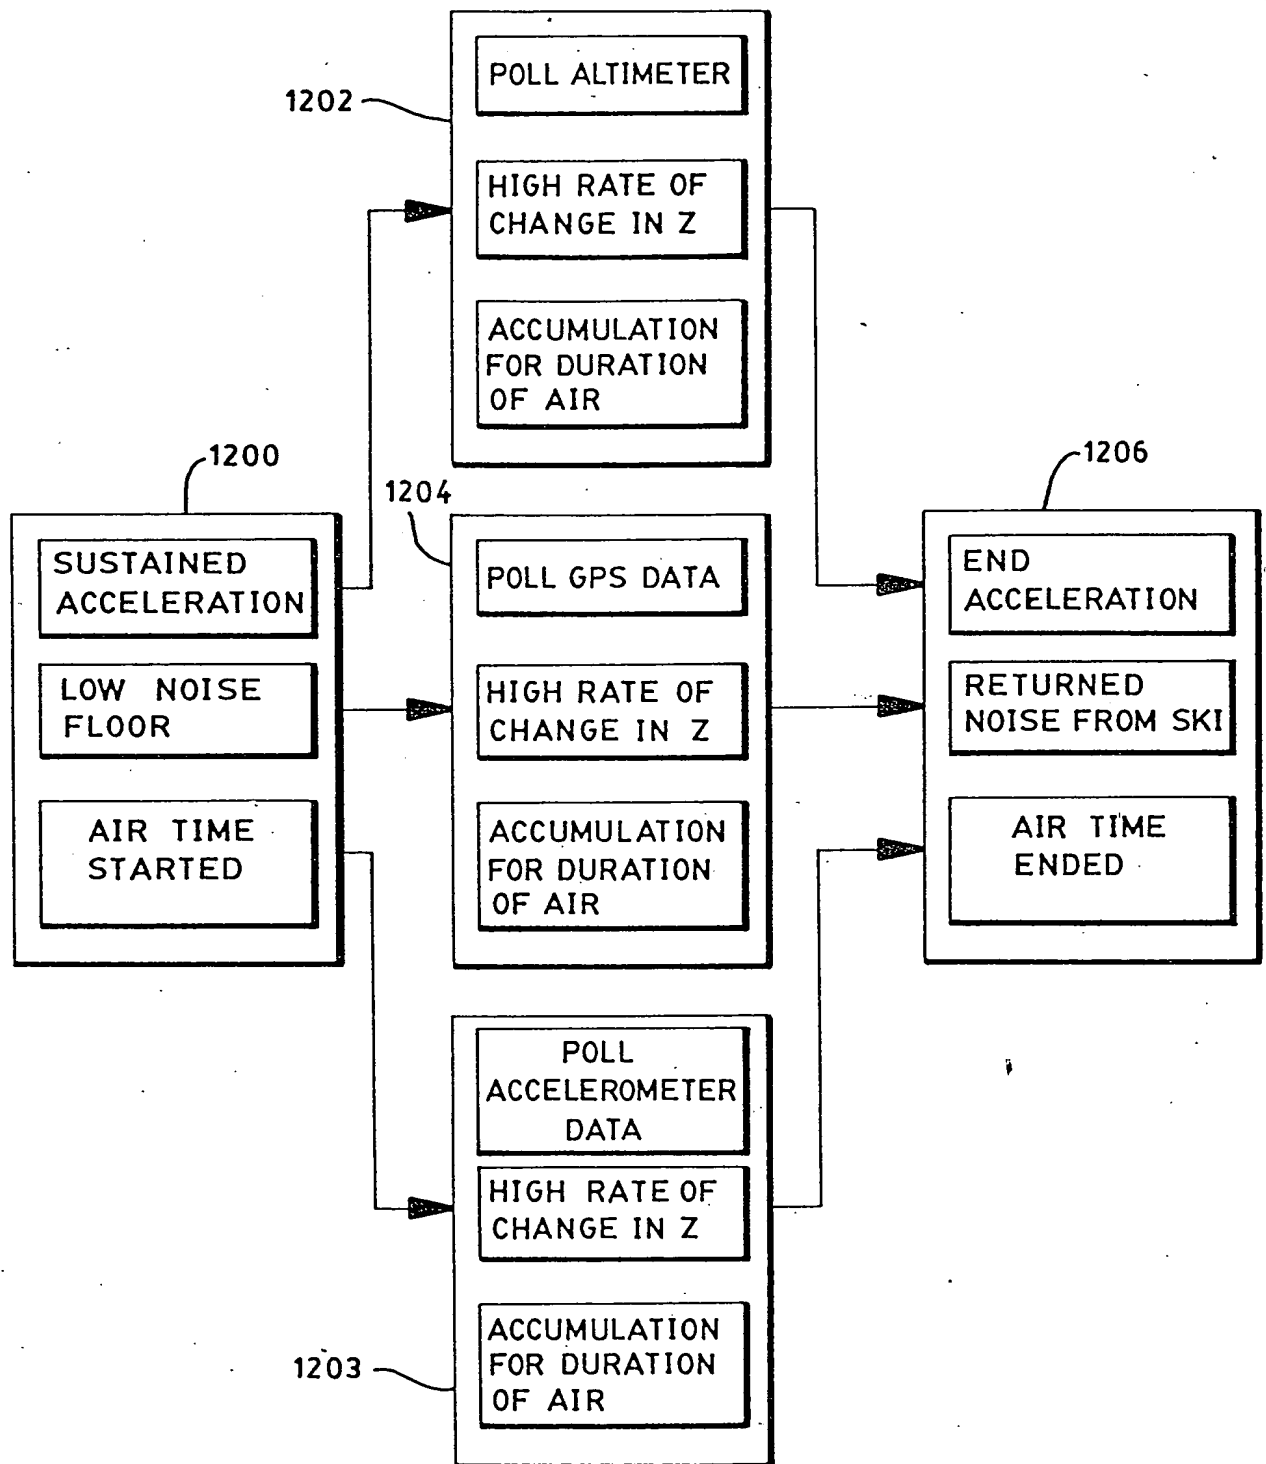 1202
POLL ALTIMETER
HIGH RATE OF
CHANGE IN Z
ACCUMULATION
FOR DURATION
OF AIR
1200
SUSTAINED
ACCELERATION
LOW NOISE
FLOOR
AIR TIME
STARTED
1204
POLL GPS DATA
HIGH RATE OF
CHANGE IN Z
ACCUMULATION
FOR DURATION
OF AIR
1203
POLL
ACCELEROMETER
DATA
HIGH RATE OF
CHANGE IN Z
ACCUMULATION
FOR DURATION
OF AIR
1206
END
ACCELERATION
RETURNED
NOISE FROM SKI
AIR TIME
ENDED